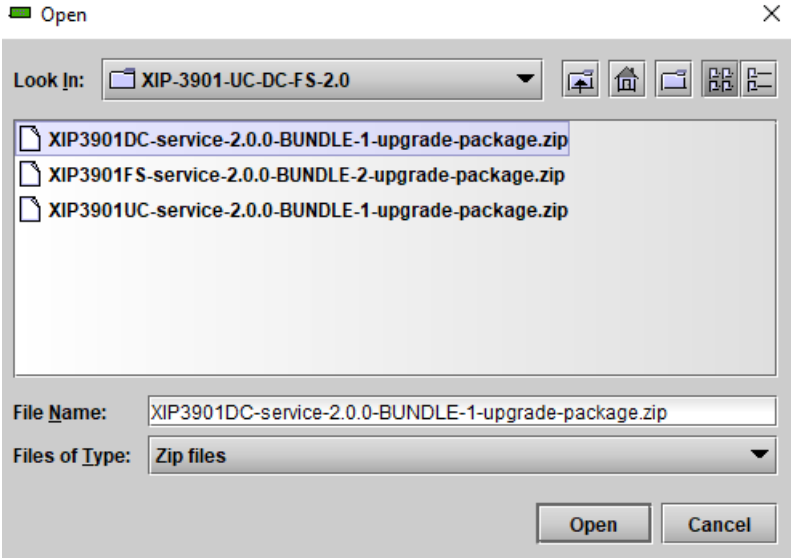 Open
Look In: XIP-3901-UC-DC-FS-2.0
XIP3901DC-service-2.0.0-BUNDLE-1-upgrade-package.zip
XIP3901FS-service-2.0.0-BUNDLE-2-upgrade-package.zip
XIP3901UC-service-2.0.0-BUNDLE-1-upgrade-package.zip
File Name: XIP3901DC-service-2.0.0-BUNDLE-1-upgrade-package.zip
Files of Type: Zip files
Open Cancel